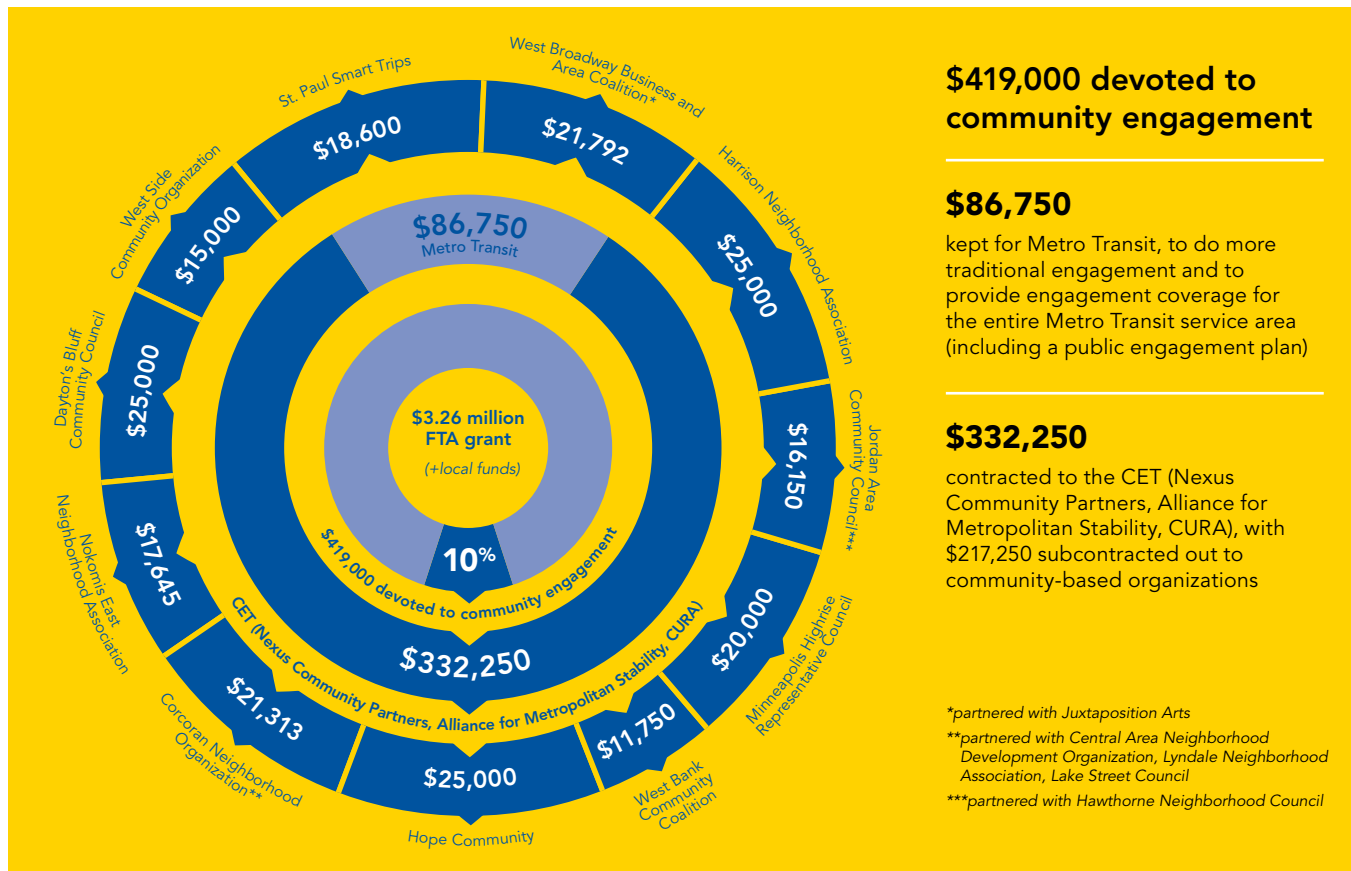 St. Paul Smart Trips
$18,600
West Broadway Business and
Area Coalition*
$21,792
Harrison Neighborhood Association
$25,000
Jordan Area
Community Council***
$16,150
Minneapolis Highrise
Representative Council
$20,000
West Bank
Community
Coalition
$11,750
Hope Community
$25,000
Corcoran Neighborhood
Organization**
$21,313
Nokomis East
Neighborhood Association
$17,645
Dayton's Bluff
Community Council
$25,000
West Side
Community Organization
$15,000
$86,750
Metro Transit
$3.26 million
FTA grant
(+local funds)
10%
$419,000 devoted to community engagement
$332,250
CET (Nexus Community Partners, Alliance for Metropolitan Stability, CURA)
$419,000 devoted to
community engagement
$86,750
kept for Metro Transit, to do more
traditional engagement and to
provide engagement coverage for
the entire Metro Transit service area
(including a public engagement plan)
$332,250
contracted to the CET (Nexus
Community Partners, Alliance for
Metropolitan Stability, CURA), with
$217,250 subcontracted out to
community-based organizations
*partnered with Juxtaposition Arts
**partnered with Central Area Neighborhood
Development Organization, Lyndale Neighborhood
Association, Lake Street Council
***partnered with Hawthorne Neighborhood Council